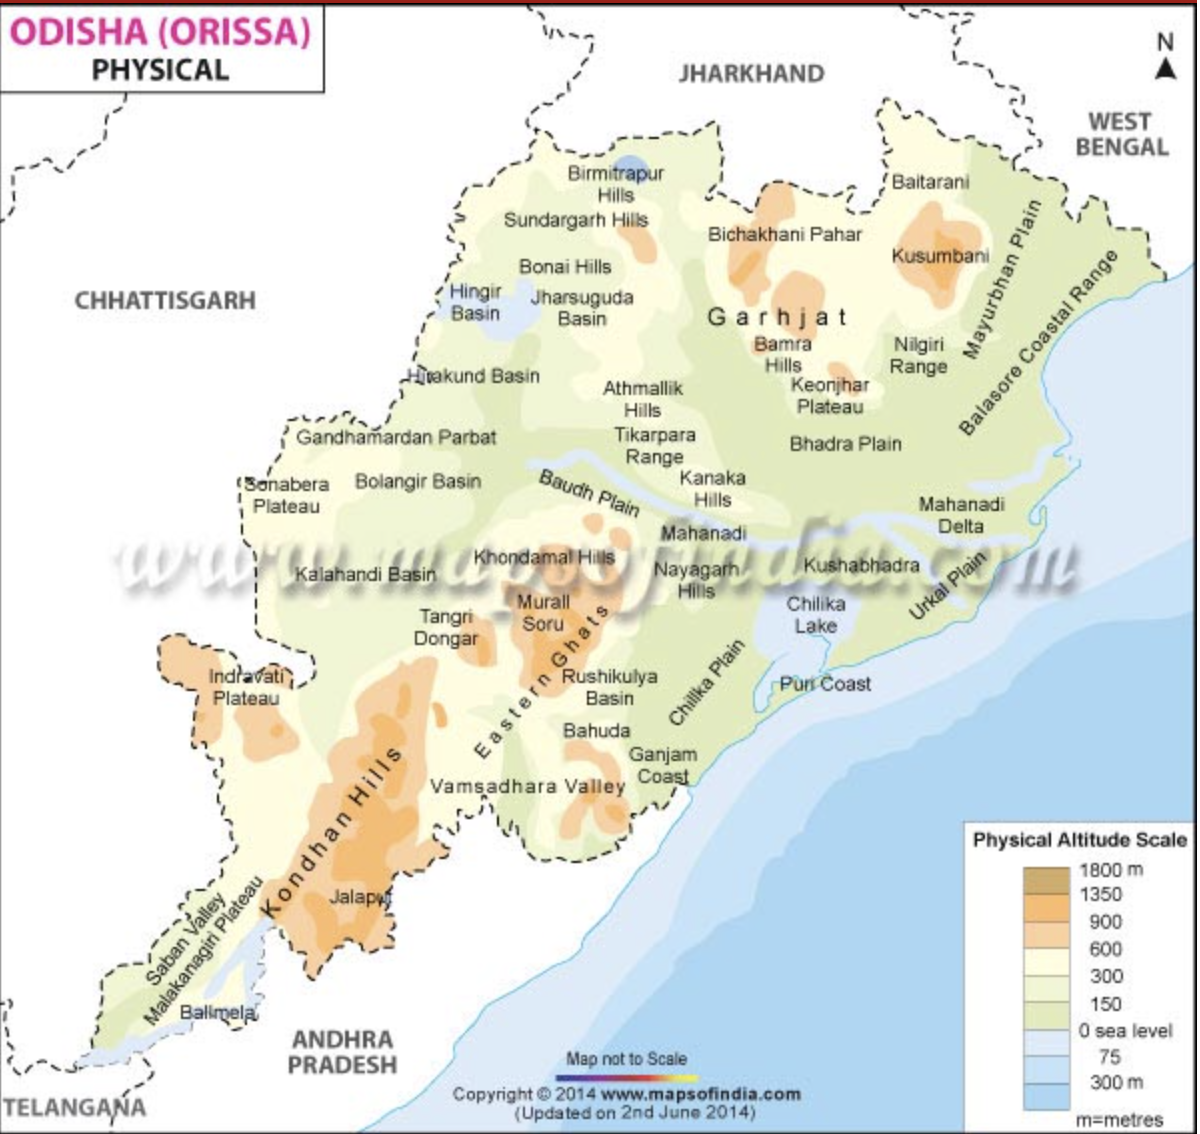 ODISHA (ORISSA)
PHYSICAL
N
JHARKHAND
WEST
BENGAL
CHHATTISGARH
Birmitrapur
Hills
Baitarani
Sundargarh Hills
Bichakhani Pahar
Kusumbani
Mayurbhan Plain
Balasore Coastal Range
Bonai Hills
Hingir
Basin
Jharsuguda
Basin
Garhjat
Bamra
Hills
Nilgiri
Range
Hirakund Basin
Athmallik
Hills
Keonjhar
Plateau
Gandhamardan Parbat
Tikarpara
Range
Bhadra Plain
Sonabera
Plateau
Bolangir Basin
Baudh Plain
Kanaka
Hills
Mahanadi
Delta
Mahanadi
www.mapsofindia.com
Khondamal Hills
Kalahandi Basin
Nayagarh
Hills
Kushabhadra
Urkal Plain
Murall
Soru
Chilika
Lake
Tangri
Dongar
Eastern Ghats
Rushikulya
Basin
Chillka Plain
Puri Coast
Indravati
Plateau
Bahuda
Ganjam
Coast
Kondhan Hills
Vamsadhara Valley
Jalaput
Saban Valley
Malakanagiri Plateau
Balimela
ANDHRA
PRADESH
TELANGANA
Physical Altitude Scale
1800 m
1350
900
600
300
150
0 sea level
75
300 m
m=metres
Map not to Scale
Copyright © 2014 www.mapsofindia.com
(Updated on 2nd June 2014)